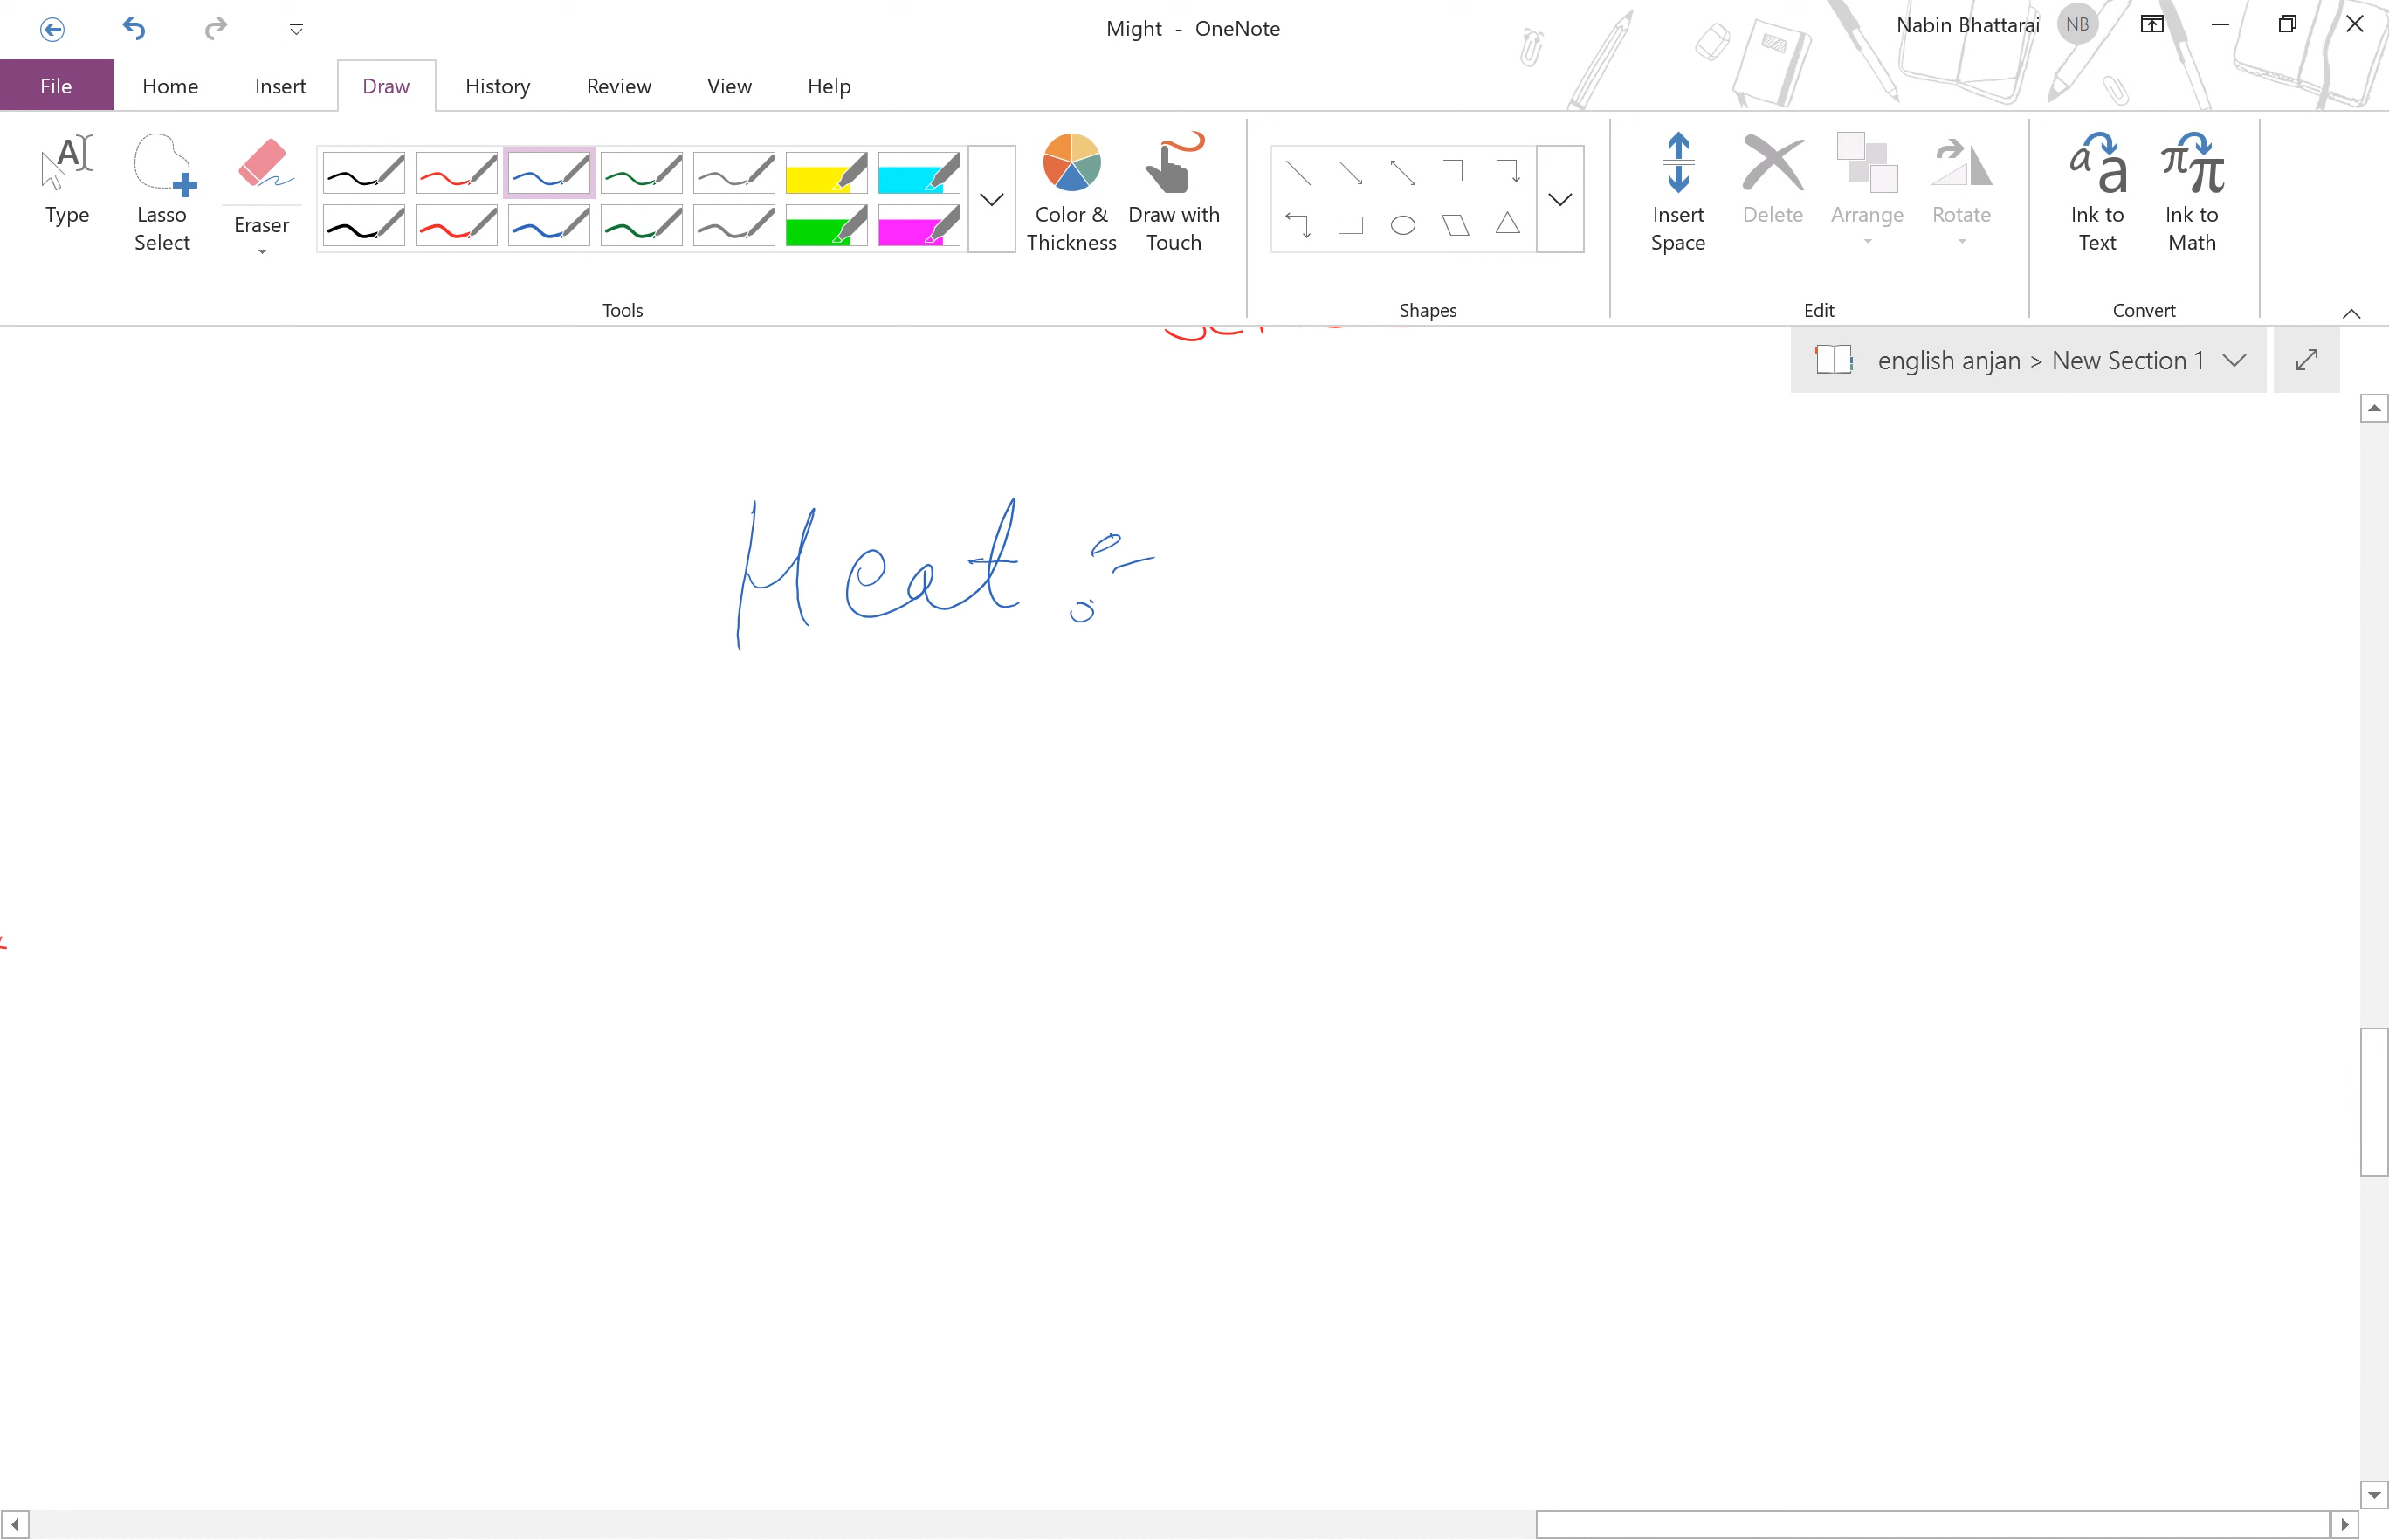 Might - OneNote
Nabin Bhattarai NB
File Home Insert Draw History Review View Help
Type
Lasso Select
Eraser
Color & Thickness
Draw with Touch
Insert Space
Delete
Arrange
Rotate
Ink to Text
Ink to Math
Tools Shapes Edit Convert
english anjan > New Section 1
Heat :-